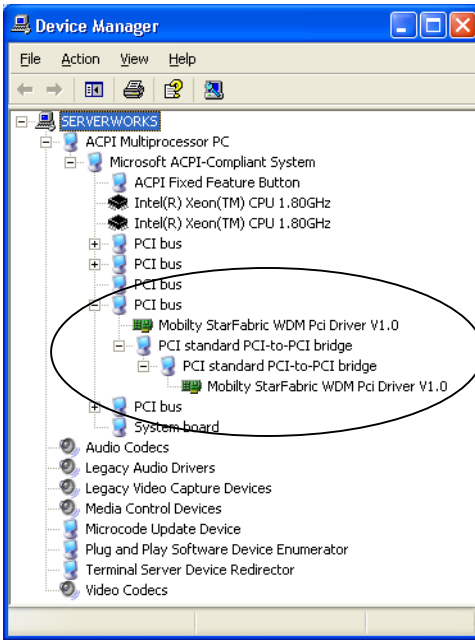 Device Manager
File Action View Help
SERVERWORKS
ACPI Multiprocessor PC
Microsoft ACPI-Compliant System
ACPI Fixed Feature Button
Intel(R) Xeon(TM) CPU 1.80GHz
Intel(R) Xeon(TM) CPU 1.80GHz
PCI bus
PCI bus
PCI bus
PCI bus
Mobilty StarFabric WDM Pci Driver V1.0
PCI standard PCI-to-PCI bridge
PCI standard PCI-to-PCI bridge
Mobilty StarFabric WDM Pci Driver V1.0
PCI bus
System board
Audio Codecs
Legacy Audio Drivers
Legacy Video Capture Devices
Media Control Devices
Microcode Update Device
Plug and Play Software Device Enumerator
Terminal Server Device Redirector
Video Codecs